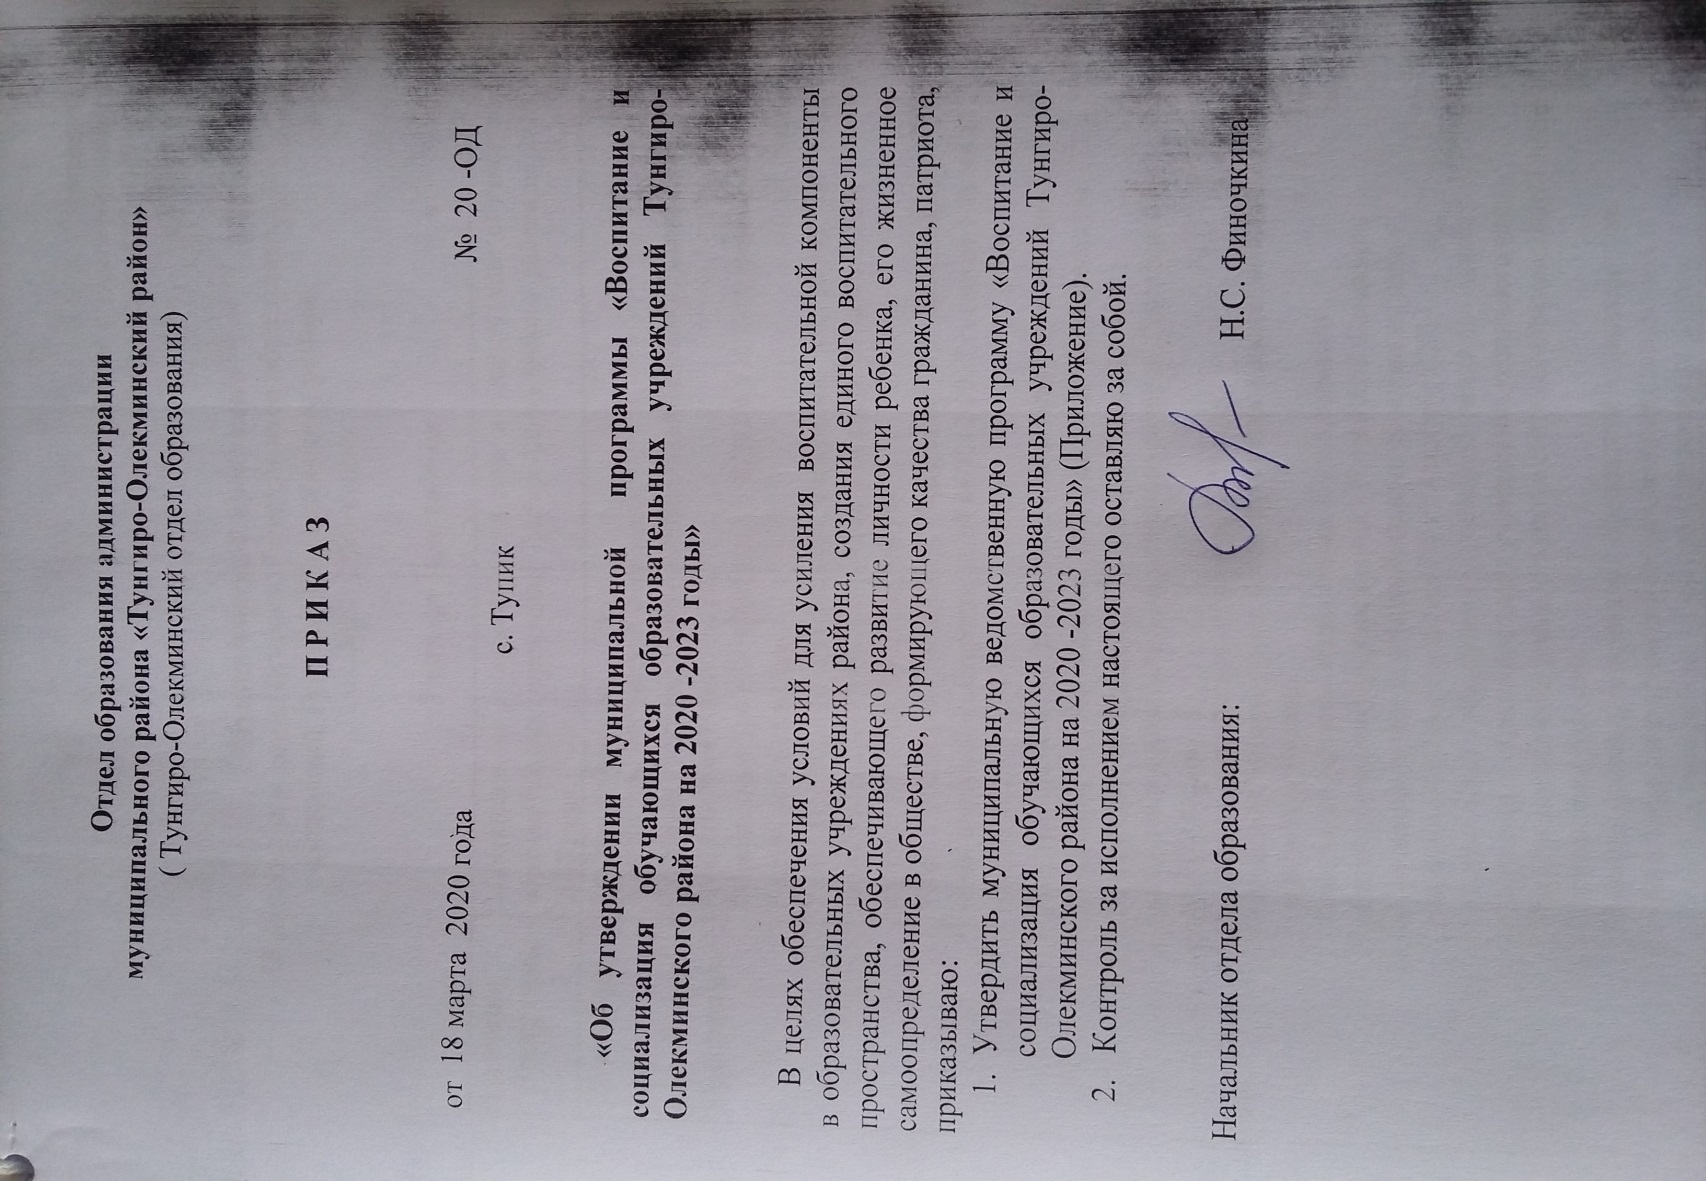 Отдел образования администрации
муниципального района «Тунгиро-Олекминский район»
( Тунгиро-Олекминский отдел образования)
П Р И К А З
от 18 марта 2020 года № 20 -ОД
с. Тупик
«Об утверждении муниципальной программы «Воспитание и
социализация обучающихся образовательных учреждений Тунгиро-
Олекминского района на 2020 -2023 годы»
В целях обеспечения условий для усиления воспитательной компоненты
в образовательных учреждениях района, создания единого воспитательного
пространства, обеспечивающего развитие личности ребенка, его жизненное
самоопределение в обществе, формирующего качества гражданина, патриота,
приказываю:
1. Утвердить муниципальную ведомственную программу «Воспитание и
социализация обучающихся образовательных учреждений Тунгиро-
Олекминского района на 2020 -2023 годы» (Приложение).
2. Контроль за исполнением настоящего оставляю за собой.
Начальник отдела образования: Н.С. Финочкина